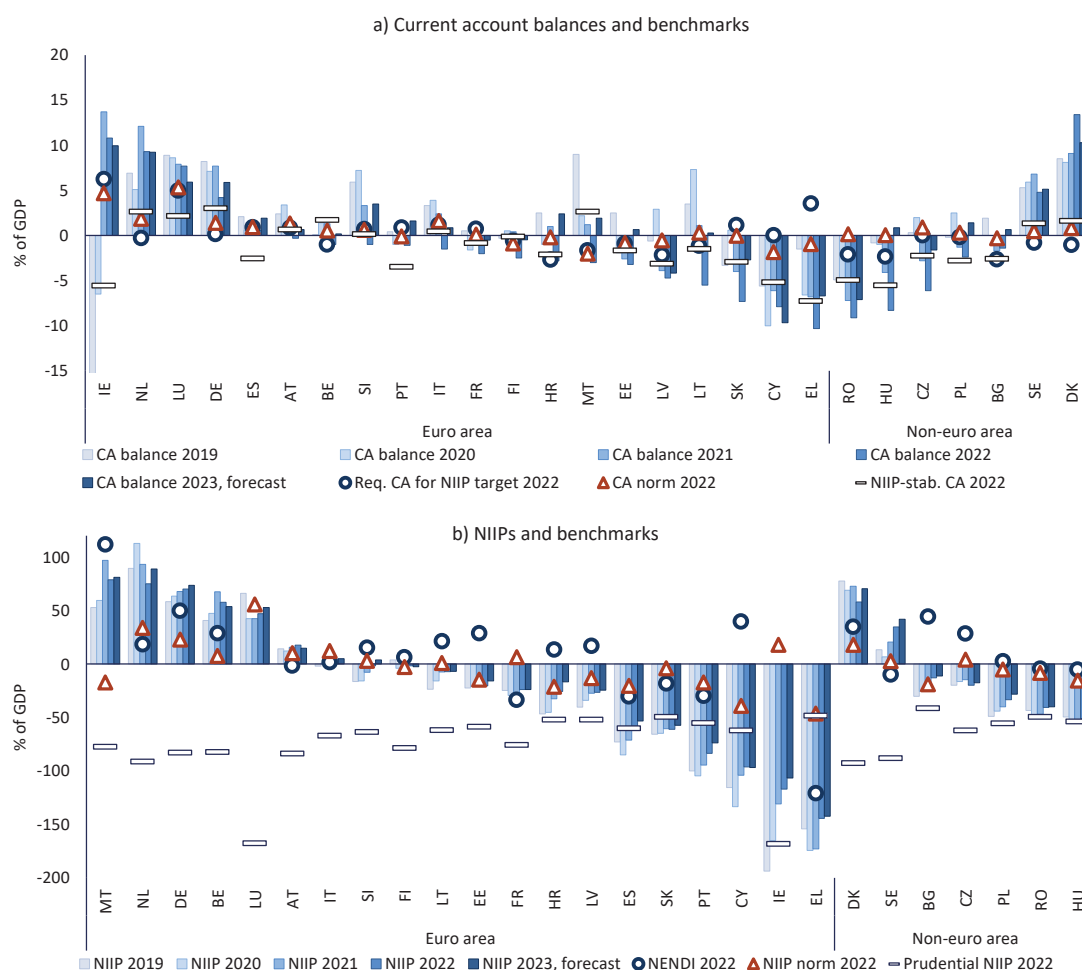 a) Current account balances and benchmarks
% of GDP
20
15
10
5
0
-5
-10
-15
IE NL LU DE ES AT BE SI PT IT FR FI HR MT EE LV LT SK CY EL RO HU CZ PL BG SE DK
Euro area Non-euro area
CA balance 2019 CA balance 2020 CA balance 2021 CA balance 2022
CA balance 2023, forecast Req. CA for NIIP target 2022 CA norm 2022 NIIP-stab. CA 2022
b) NIIPs and benchmarks
% of GDP
100
50
0
-50
-100
-150
-200
MT NL DE BE LU AT IT SI FI LT EE FR HR LV ES SK PT CY IE EL DK SE BG CZ PL RO HU
Euro area Non-euro area
NIIP 2019 NIIP 2020 NIIP 2021 NIIP 2022 NIIP 2023, forecast NENDI 2022 NIIP norm 2022 Prudential NIIP 2022